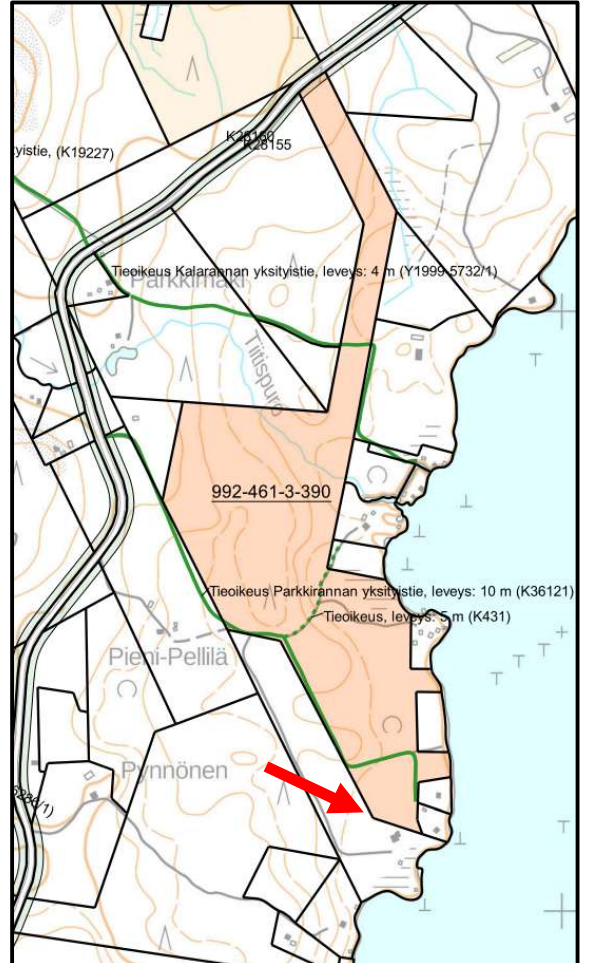 K28160
K28155
yistie, (K19227)
Tieoikeus Kalarannan yksityistie, leveys: 4 m (Y1999-5732/1)
Parkkimäki
Tiitispuro
992-461-3-390
Tieoikeus Parkkirannan yksityistie, leveys: 10 m (K36121)
Tieoikeus, leveys: 5 m (K431)
Pieni-Pellilä
Pynnönen